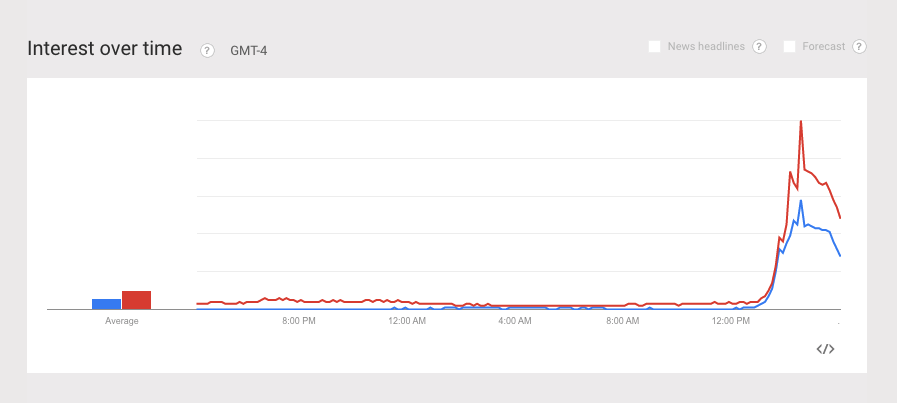 Interest over time ? GMT-4 News headlines ? Forecast ?
Average 8:00 PM 12:00 AM 4:00 AM 8:00 AM 12:00 PM
</>